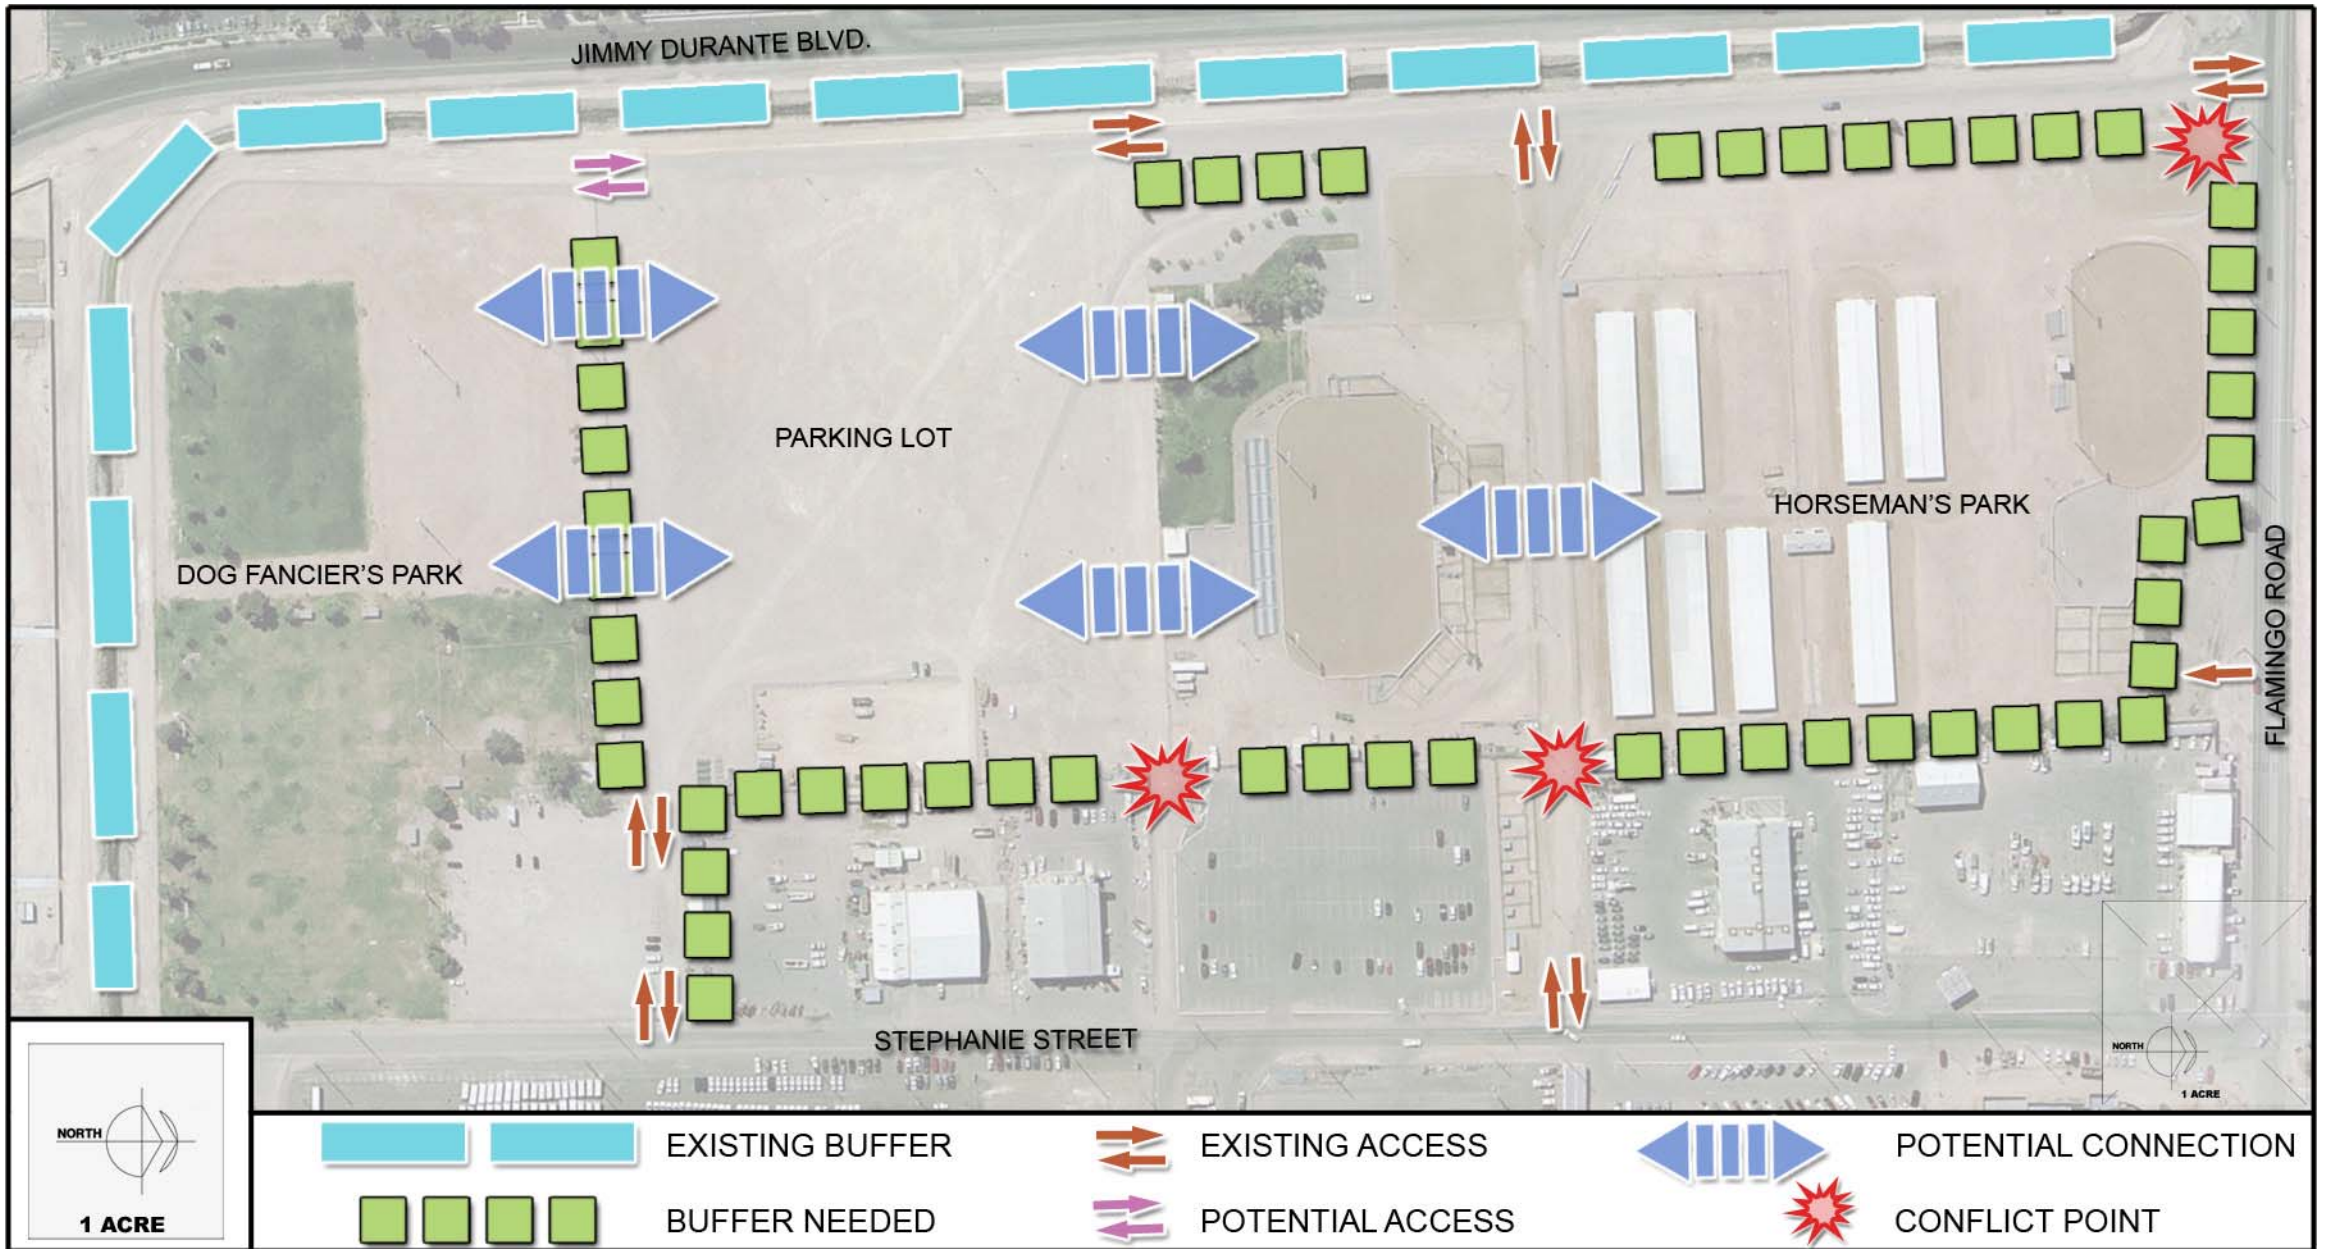 JIMMY DURANTE BLVD.
PARKING LOT
HORSEMAN'S PARK
DOG FANCIER'S PARK
FLAMINGO ROAD
STEPHANIE STREET
NORTH
1 ACRE
NORTH
1 ACRE
EXISTING BUFFER
EXISTING ACCESS
POTENTIAL CONNECTION
BUFFER NEEDED
POTENTIAL ACCESS
CONFLICT POINT